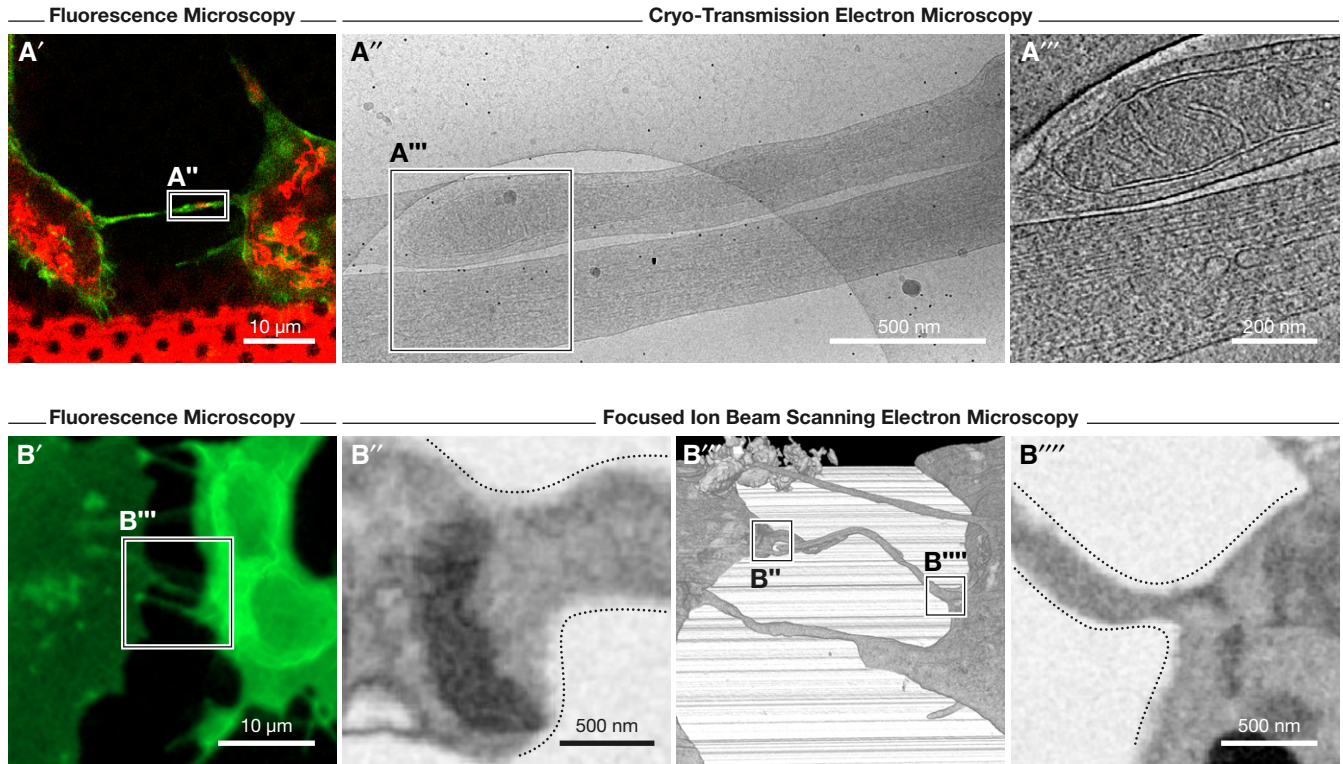 Fluorescence Microscopy
Cryo-Transmission Electron Microscopy
A′
A″
10 µm
A″
A‴
500 nm
A‴
200 nm
Fluorescence Microscopy
Focused Ion Beam Scanning Electron Microscopy
B′
B‴
10 µm
B″
500 nm
B‴
B″
B⁗
B⁗
500 nm